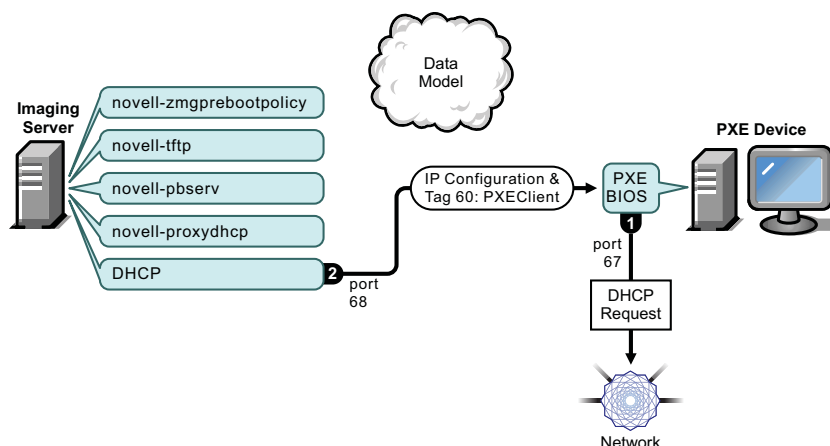 Data
Model
Imaging
Server
novell-zmgprebootpolicy
novell-tftp
novell-pbserv
novell-proxydhcp
DHCP
2
port
68
IP Configuration &
Tag 60: PXEClient
PXE
BIOS
1
PXE Device
port
67
DHCP
Request
Network